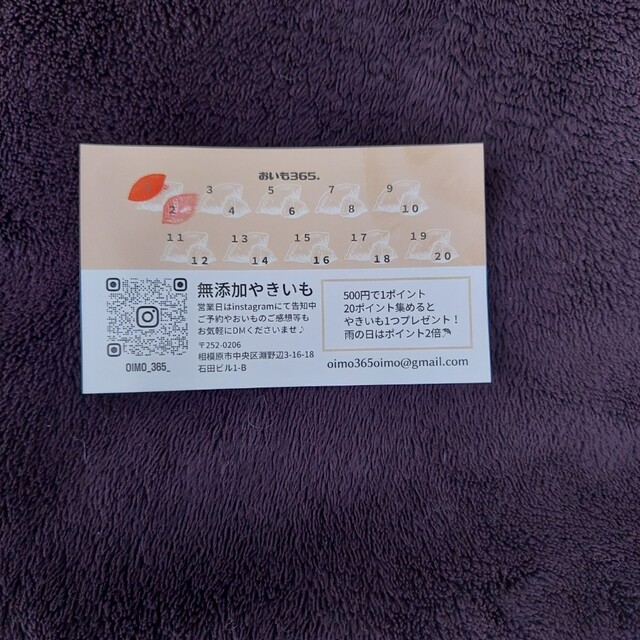 おいも365.
2 3 4 5 6 7 8 9 10
11 12 13 14 15 16 17 18 19 20
無添加やきいも
営業日はinstagramにて告知中
ご予約やおいものご感想等も
お気軽にDMくださいませ♪
〒252-0206
相模原市中央区淵野辺3-16-18
石田ビル1-B
OIMO_365_
500円で1ポイント
20ポイント集めると
やきいも1つプレゼント！
雨の日はポイント2倍☂
oimo365oimo@gmail.com